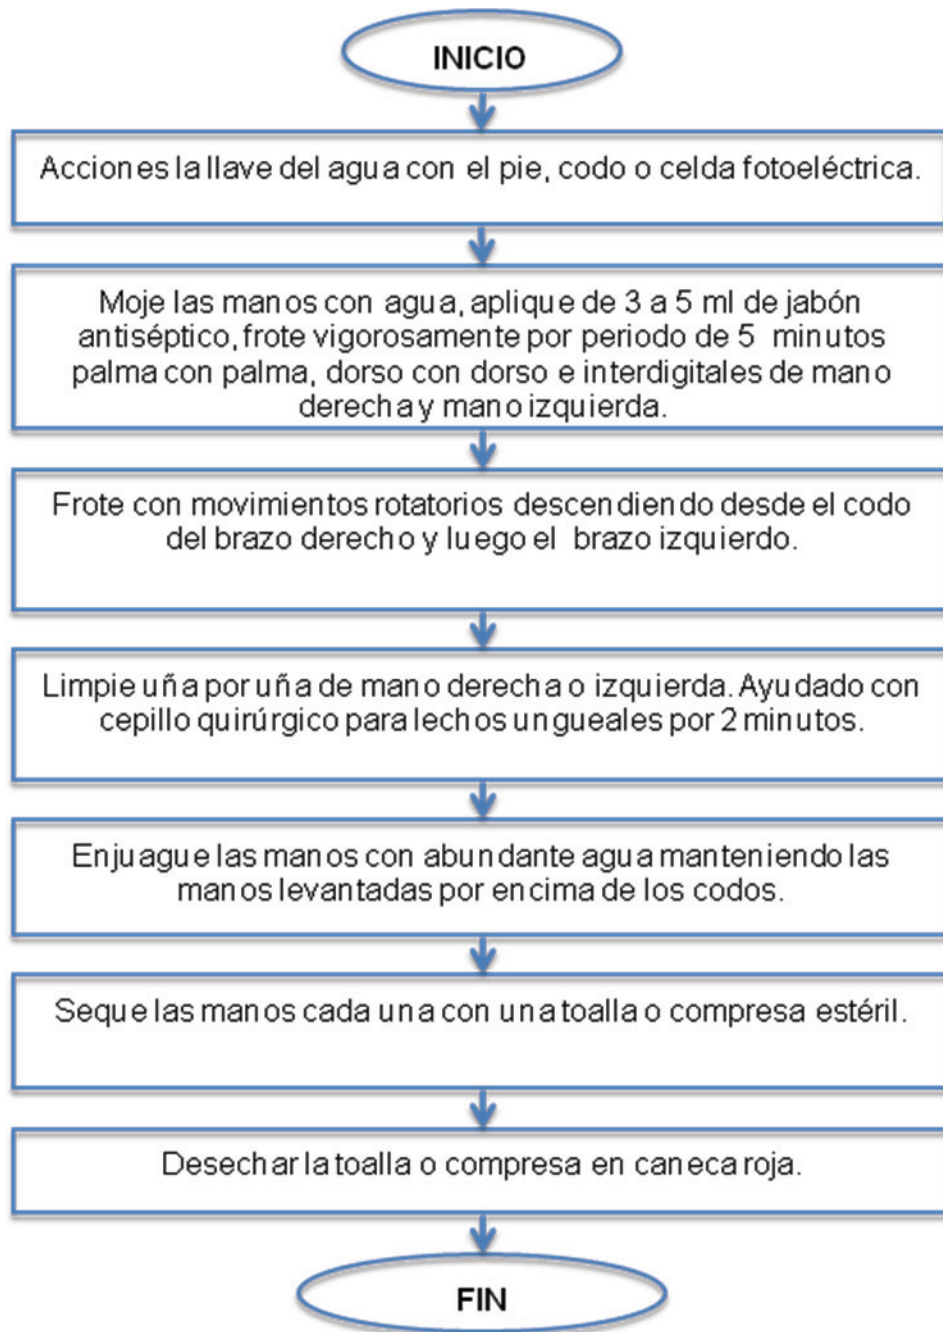 INICIO
Acciones la llave del agua con el pie, codo o celda fotoeléctrica.
Moje las manos con agua, aplique de 3 a 5 ml de jabón
antiséptico, frote vigorosamente por periodo de 5 minutos
palma con palma, dorso con dorso e interdigitales de mano
derecha y mano izquierda.
Frote con movimientos rotatorios descendiendo desde el codo
del brazo derecho y luego el brazo izquierdo.
Limpie uña por uña de mano derecha o izquierda. Ayudado con
cepillo quirúrgico para lechos ungueales por 2 minutos.
Enjuague las manos con abundante agua manteniendo las
manos levantadas por encima de los codos.
Seque las manos cada una con una toalla o compresa estéril.
Desechar la toalla o compresa en caneca roja.
FIN